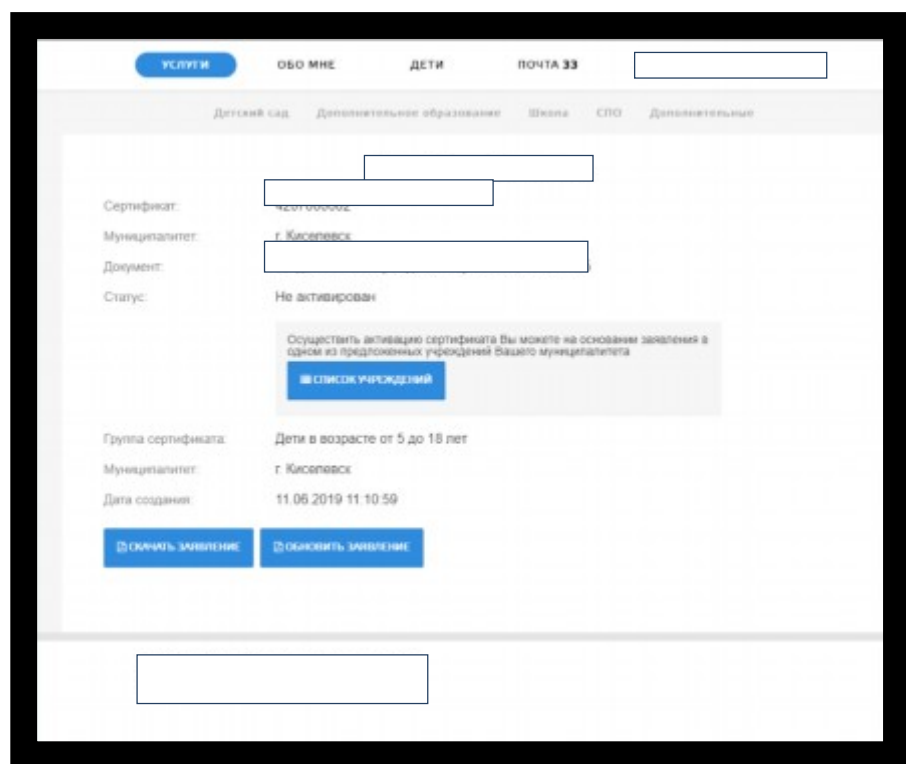 УСЛУГИ ОБО МНЕ ДЕТИ ПОЧТА 33
Детский сад Дополнительное образование Школа СПО Дополнительные
Сертификат:
Муниципалитет: г. Киселевск
Документ:
Статус: Не активирован
Осуществить активацию сертификата Вы можете на основании заявления в
одном из предложенных учреждений Вашего муниципалитета
СПИСОК УЧРЕЖДЕНИЙ
Группа сертификата: Дети в возрасте от 5 до 18 лет
Муниципалитет: г. Киселевск
Дата создания: 11.06.2019 11:10:59
СКАЧАТЬ ЗАЯВЛЕНИЕ ОБНОВИТЬ ЗАЯВЛЕНИЕ